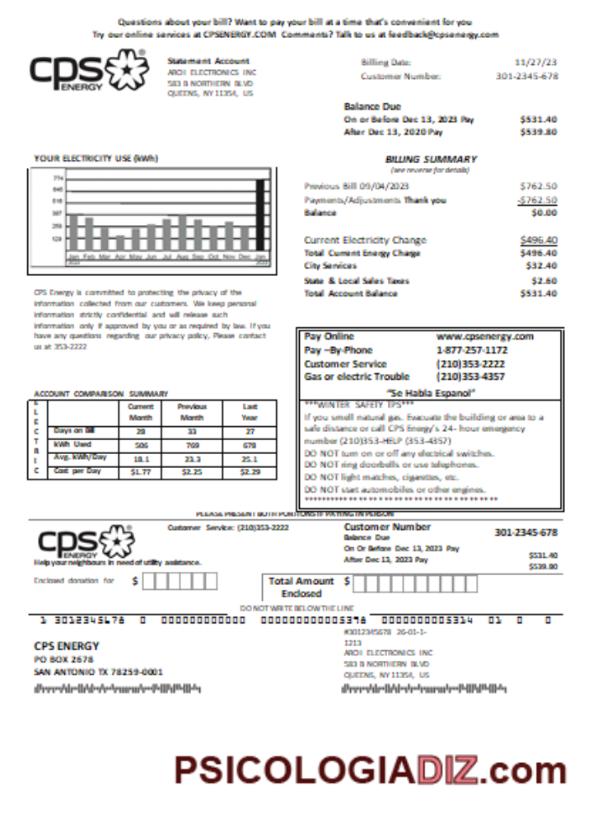 Questions about your bill? Want to pay your bill at a time that's convenient for you
Try our online services at CPSENERGY.COM Comments? Talk to us at feedback@cpsenergy.com
cps
ENERGY
Statement Account
AROI ELECTRONICS INC
583 B NORTHERN BLVD
QUEENS, NY 11354, US
Billing Date: 11/27/23
Customer Number: 301-2345-678
Balance Due
On or Before Dec 13, 2023 Pay $531.40
After Dec 13, 2020 Pay $539.80
YOUR ELECTRICITY USE (kWh)
774
645
516
387
258
129
Jan Feb Mar Apr May Jun Jul Aug Sep Oct Nov Dec Jan
BILLING SUMMARY
(see reverse for details)
Previous Bill 09/04/2023 $762.50
Payments/Adjustments Thank you -$762.50
Balance $0.00
Current Electricity Change $496.40
Total Current Energy Charge $496.40
City Services $32.40
State & Local Sales Taxes $2.60
Total Account Balance $531.40
CPS Energy is committed to protecting the privacy of the
information collected from our customers. We keep personal
information strictly confidential and will release such
information only if approved by you or as required by law. If you
have any questions regarding our privacy policy, Please contact
us at 353-2222
Pay Online www.cpsenergy.com
Pay –By-Phone 1-877-257-1172
Customer Service (210)353-2222
Gas or electric Trouble (210)353-4357
"Se Habla Espanol"
***WINTER SAFETY TPS***
If you smell natural gas. Evacuate the building or area to a
safe distance or call CPS Energy's 24- hour emergency
number (210)353-HELP (353-4357)
DO NOT turn on or off any electrical switches.
DO NOT ring doorbells or use telephones.
DO NOT light matches, cigarettes, etc.
DO NOT start automobiles or other engines.
ACCOUNT COMPARISON SUMMARY
ELECTRIC
Current Month Previous Month Last Year
Days on Bill 28 33 27
kWh Used 506 769 678
Avg. kWh/Day 18.1 23.3 25.1
Cost per Day $1.77 $2.25 $2.29
PLEASE PRESENT BOTH PORTIONS IF PAYING IN PERSON
cps
ENERGY
Customer Service: (210)353-2222
Help your neighbours in need of utility assistance.
Enclosed donation for $
Customer Number 301-2345-678
Balance Due
On Or Before Dec 13, 2023 Pay $531.40
After Dec 13, 2023 Pay $539.80
Total Amount Enclosed $
DO NOT WRITE BELOW THE LINE
1 3012345678 0 000000000000 0000000000005398 0000000005314 01 0 0
CPS ENERGY
PO BOX 2678
SAN ANTONIO TX 78259-0001
#3012345678 26-01-1-
1213
AROI ELECTRONICS INC
583 B NORTHERN BLVD
QUEENS, NY 11354, US
PSICOLOGIADIZ.com